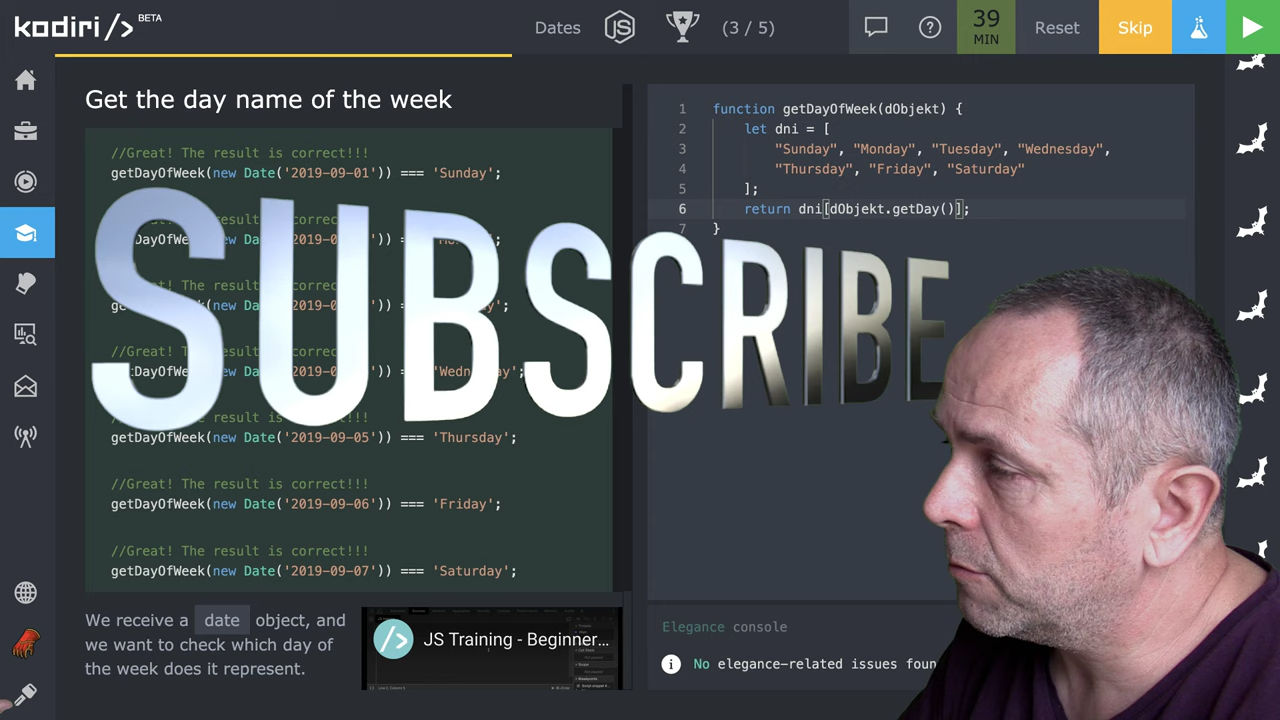 kodiri BETA
Dates
JS
(3 / 5)
39
MIN
Reset
Skip
Get the day name of the week
//Great! The result is correct!!!
getDayOfWeek(new Date('2019-09-01')) === 'Sunday';
getDayOfWeek(new Date('2019-09-05')) === 'Thursday';
//Great! The result is correct!!!
getDayOfWeek(new Date('2019-09-06')) === 'Friday';
//Great! The result is correct!!!
getDayOfWeek(new Date('2019-09-07')) === 'Saturday';
SUBSCRIBE
We receive a date object, and
we want to check which day of
the week does it represent.
JS Training - Beginner...
1 function getDayOfWeek(dObjekt) {
2 let dni = [
3 "Sunday", "Monday", "Tuesday", "Wednesday",
4 "Thursday", "Friday", "Saturday"
5 ];
6 return dni[dObjekt.getDay()];
7 }
Elegance console
No elegance-related issues foun